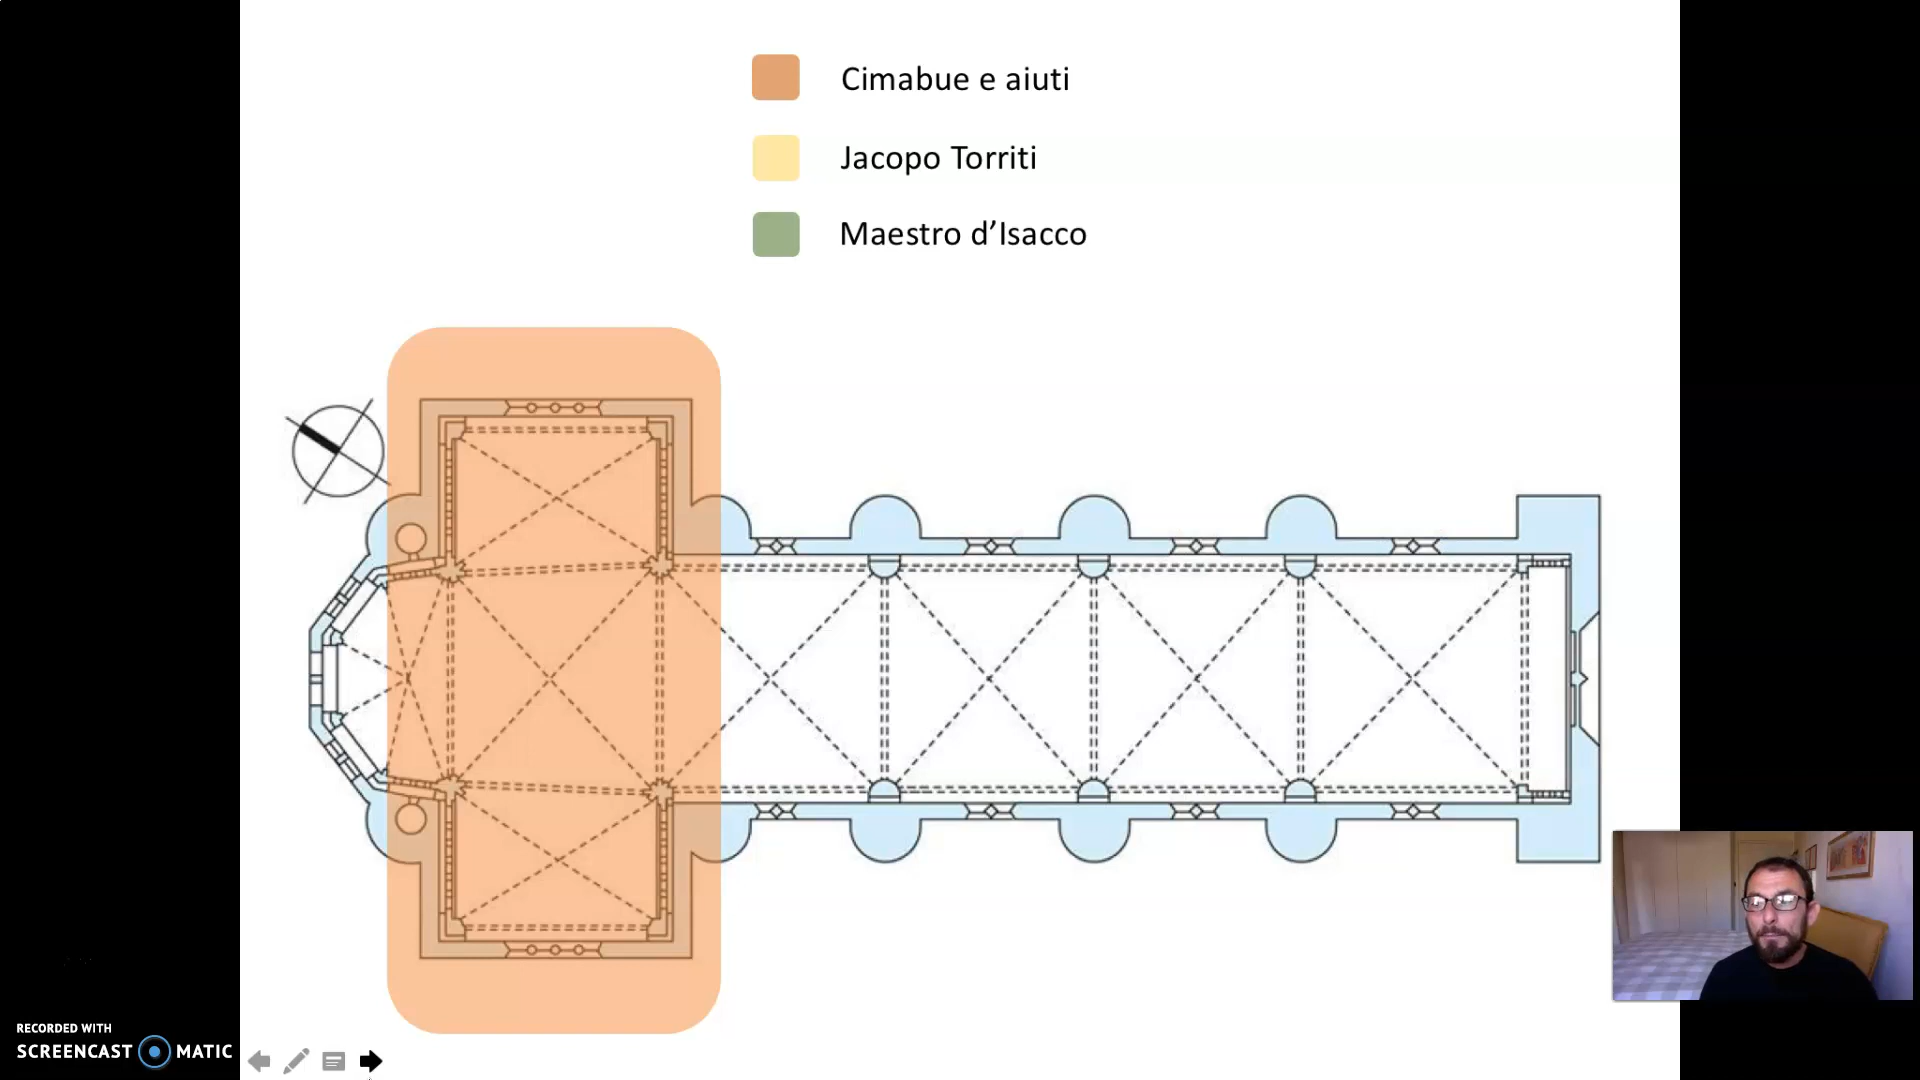 Cimabue e aiuti
Jacopo Torriti
Maestro d’Isacco
RECORDED WITH
SCREENCAST MATIC